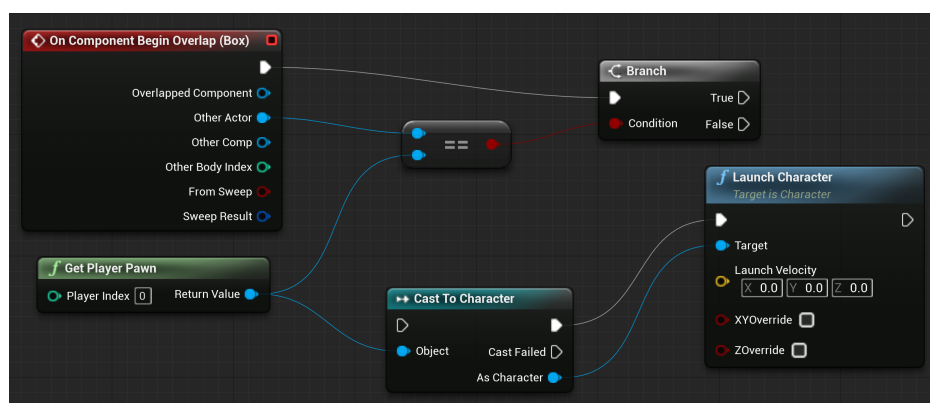 On Component Begin Overlap (Box)
Overlapped Component
Other Actor
Other Comp
Other Body Index
From Sweep
Sweep Result
==
Branch
True
Condition
False
f Get Player Pawn
Player Index 0
Return Value
Cast To Character
Object
Cast Failed
As Character
f Launch Character
Target is Character
Target
Launch Velocity
X 0.0 Y 0.0 Z 0.0
XYOverride
ZOverride